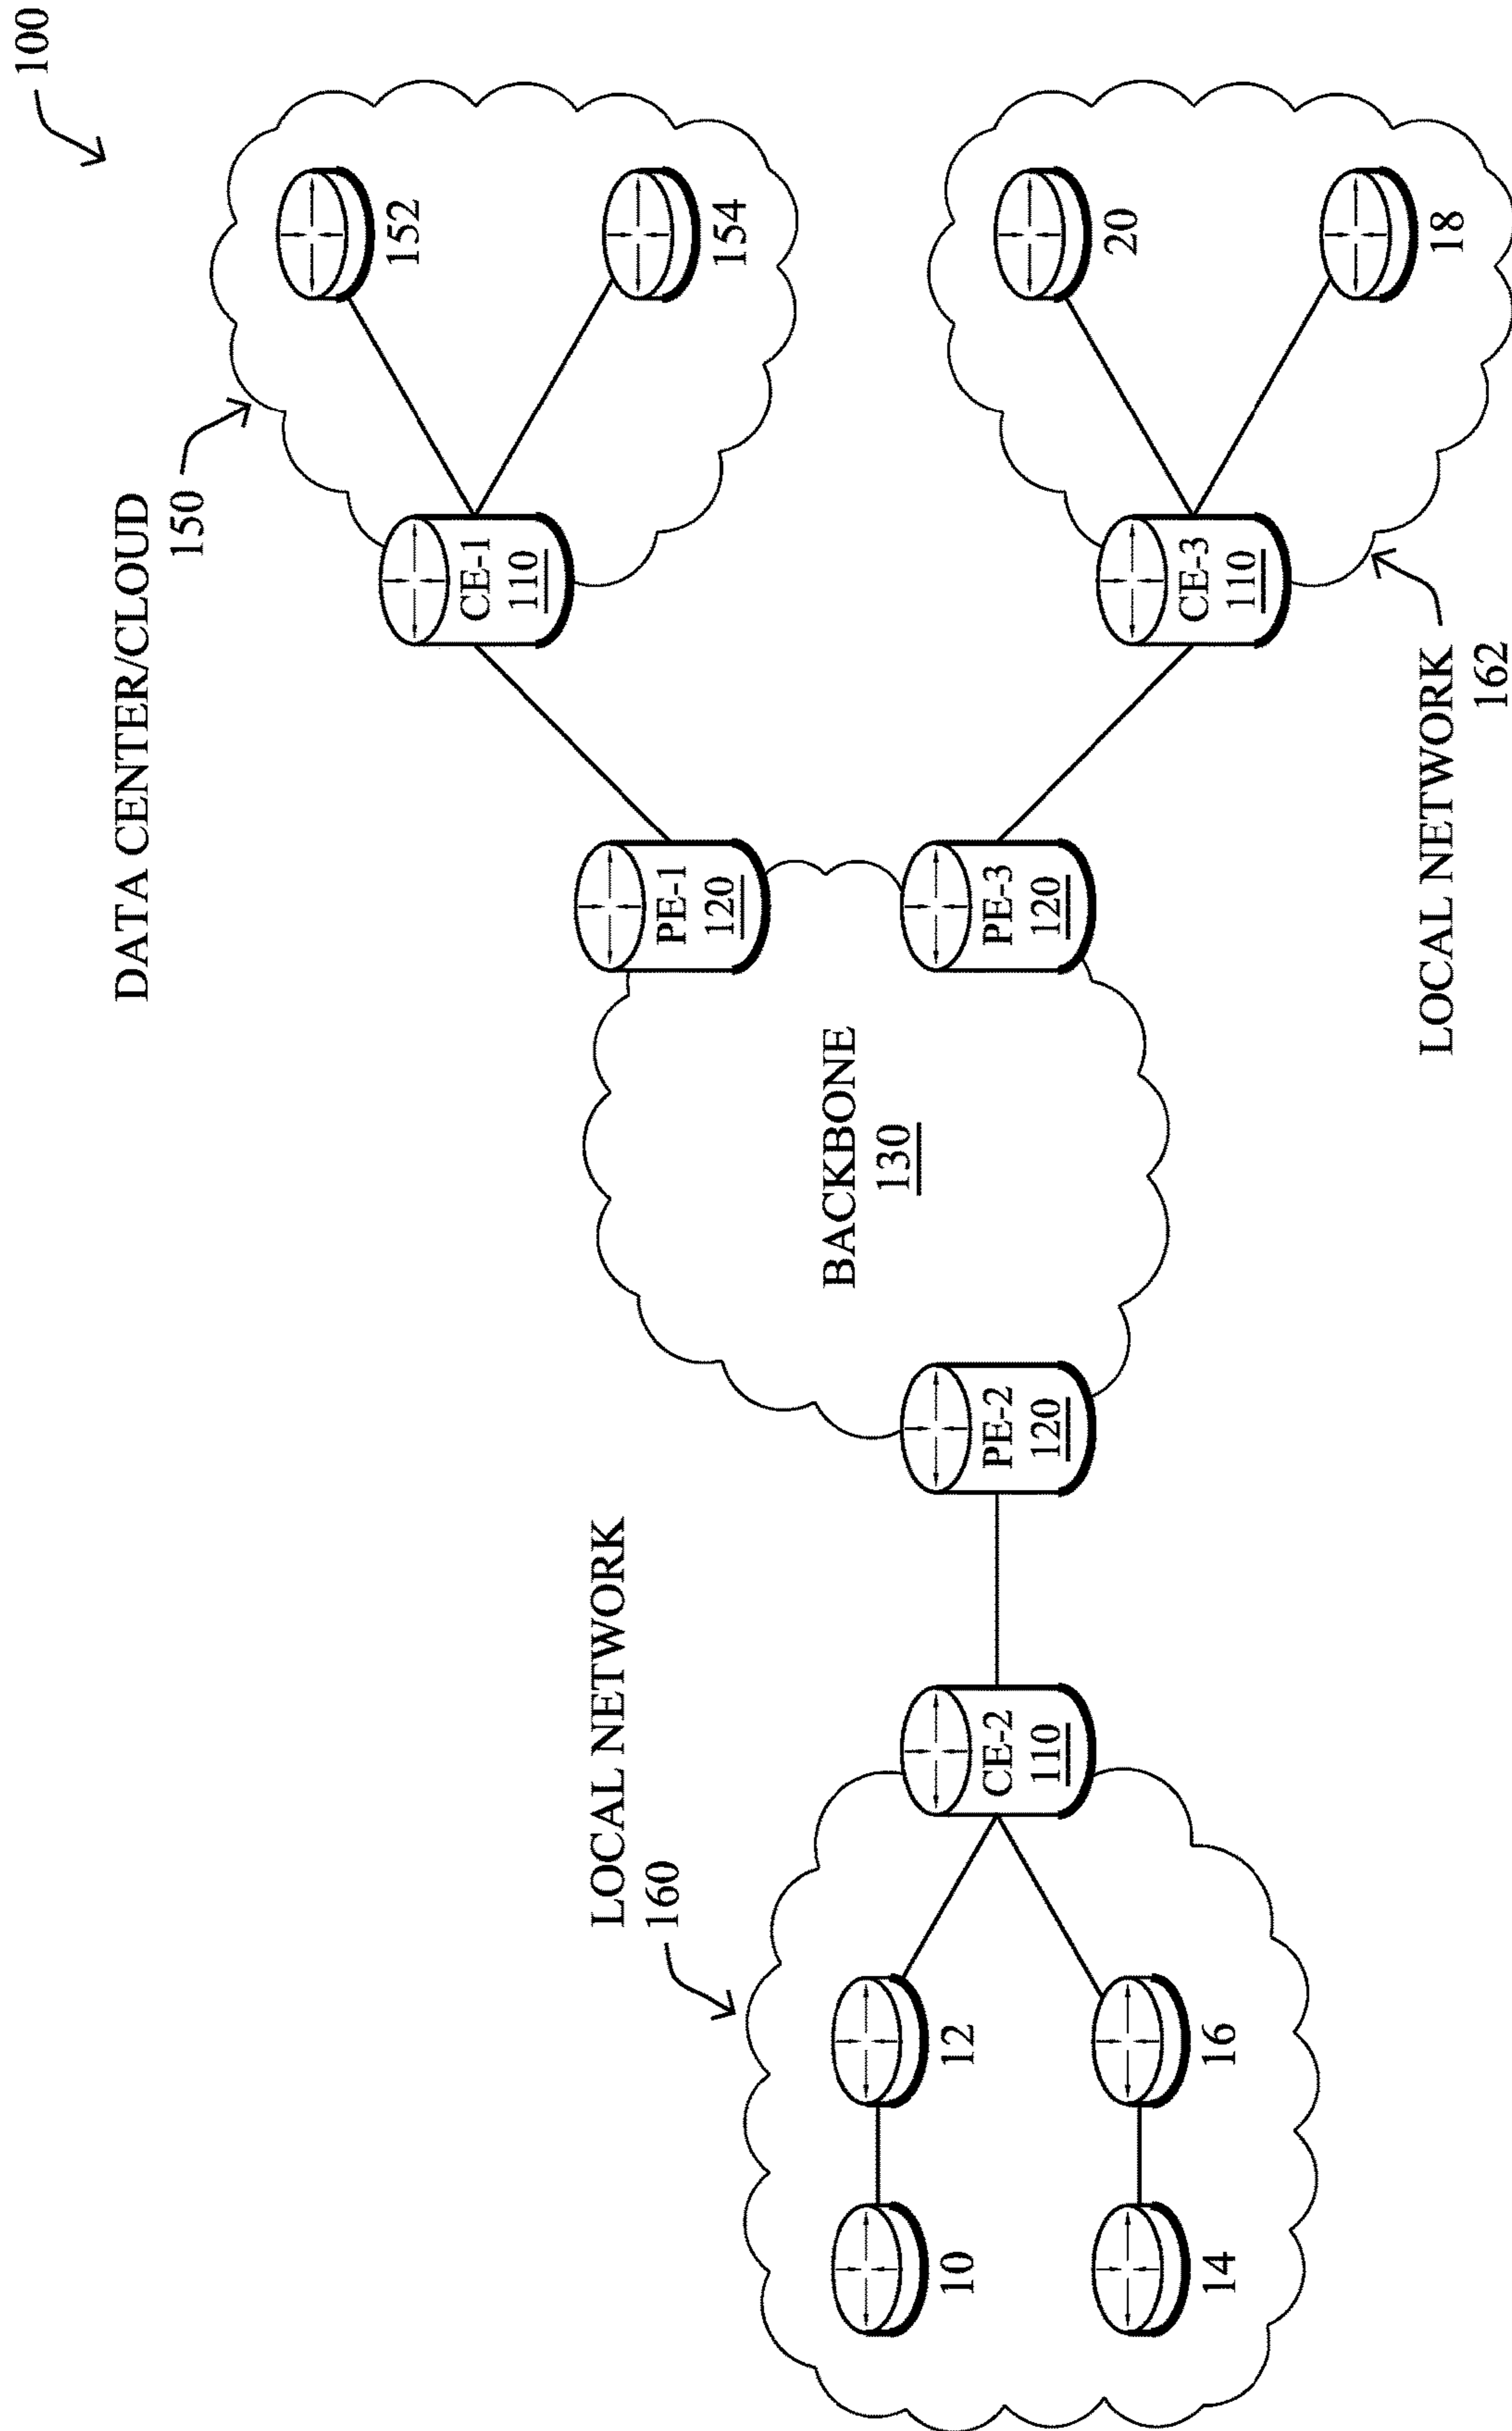 100
DATA CENTER/CLOUD
150
152
154
CE-1
110
PE-1
120
BACKBONE
130
PE-3
120
CE-3
110
20
18
LOCAL NETWORK
162
LOCAL NETWORK
160
PE-2
120
CE-2
110
12
10
16
14